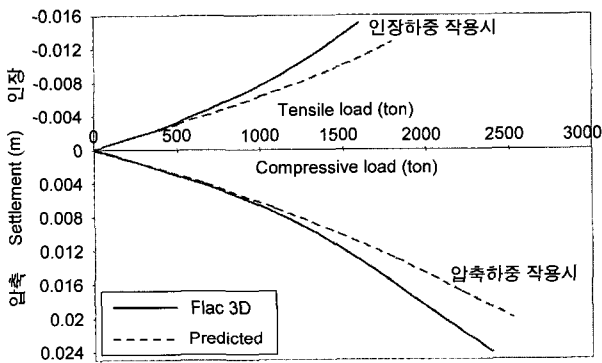 -0.016
-0.012
-0.008
-0.004
0
0.004
0.008
0.012
0.016
0.02
0.024
압축 Settlement (m) 인장
인장하중 작용시
Tensile load (ton)
0 500 1000 1500 2000 2500 3000
Compressive load (ton)
압축하중 작용시
Flac 3D
Predicted